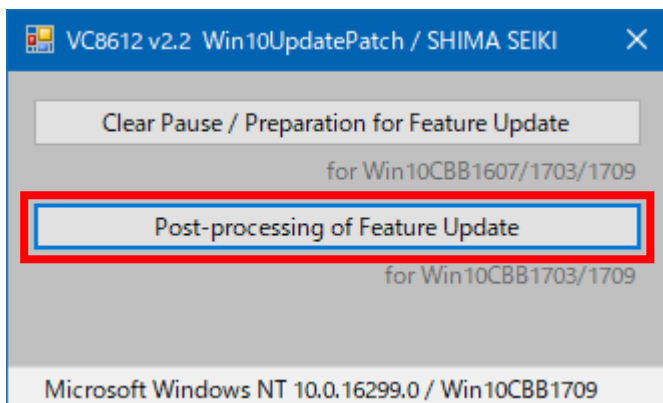 VC8612 v2.2 Win10UpdatePatch / SHIMA SEIKI
Clear Pause / Preparation for Feature Update
for Win10CBB1607/1703/1709
Post-processing of Feature Update
for Win10CBB1703/1709
Microsoft Windows NT 10.0.16299.0 / Win10CBB1709